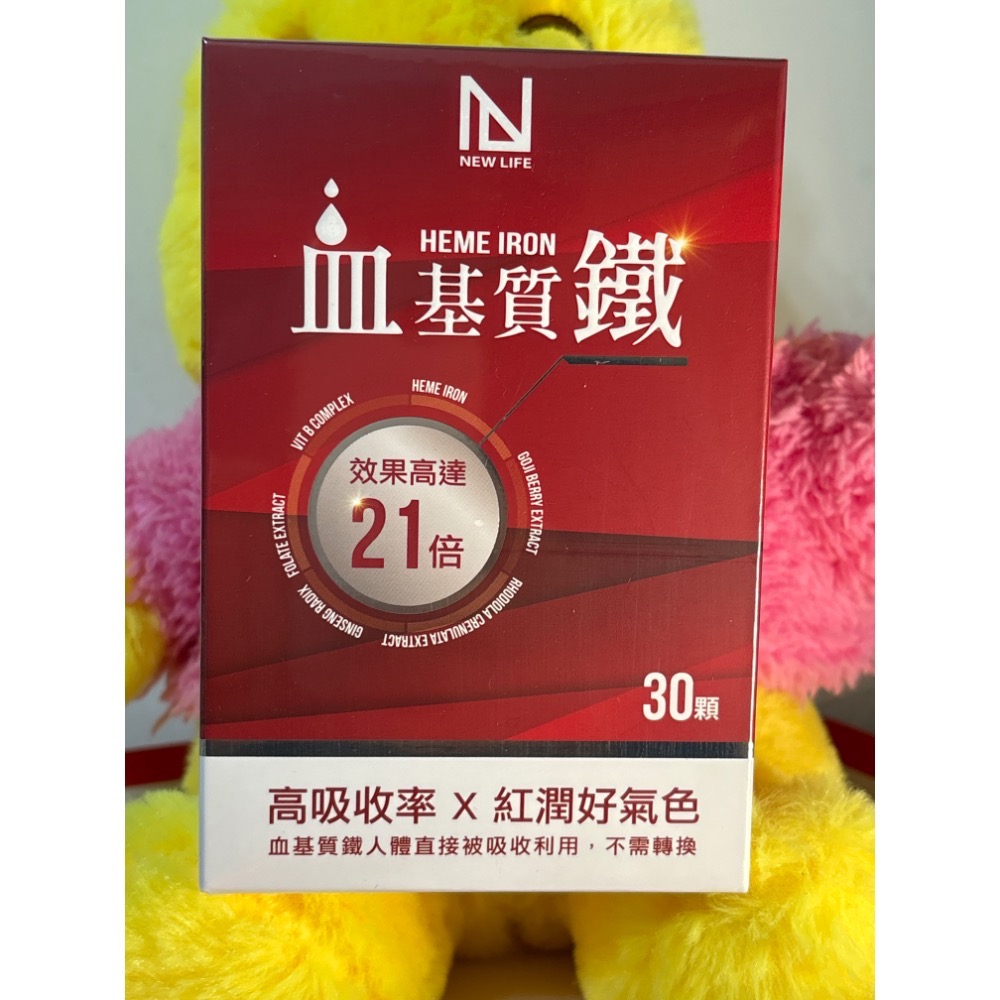 NEW LIFE
HEME IRON
血基質鐵
HEME IRON
GOJI BERRY EXTRACT
RHODIOLA CRENULATA EXTRACT
GINSENG RADIX
FOLATE EXTRACT
VIT B COMPLEX
效果高達
21倍
30顆
高吸收率 X 紅潤好氣色
血基質鐵人體直接被吸收利用，不需轉換